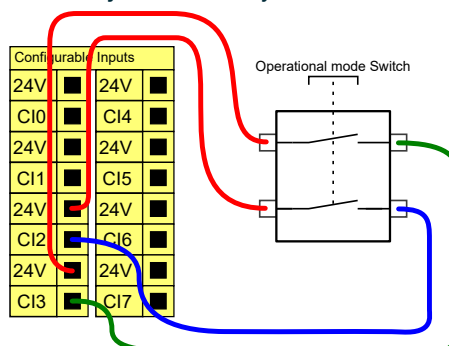 Configurable Inputs
Operational mode Switch
24V 24V
CI0 CI4
24V 24V
CI1 CI5
24V 24V
CI2 CI6
24V 24V
CI3 CI7